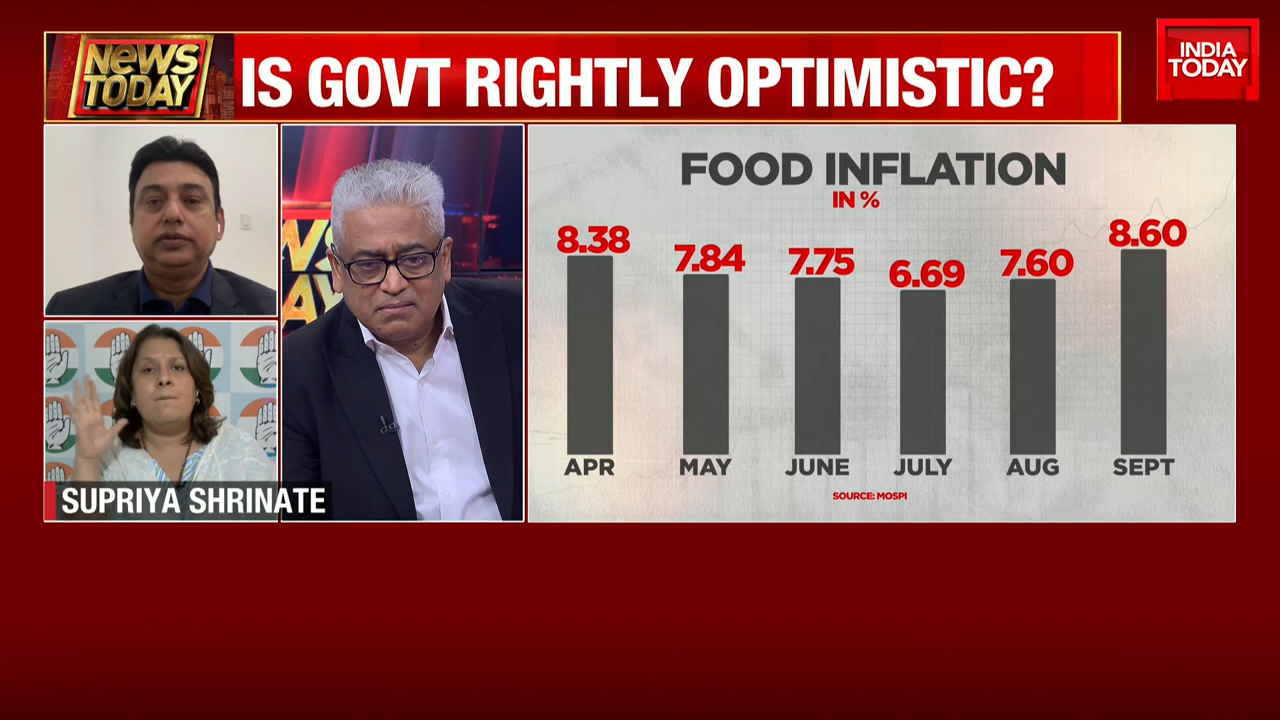 NEWS
TODAY
IS GOVT RIGHTLY OPTIMISTIC?
INDIA
TODAY
FOOD INFLATION
IN %
8.38
7.84
7.75
6.69
7.60
8.60
APR
MAY
JUNE
JULY
AUG
SEPT
SOURCE: MOSPI
SUPRIYA SHRINATE